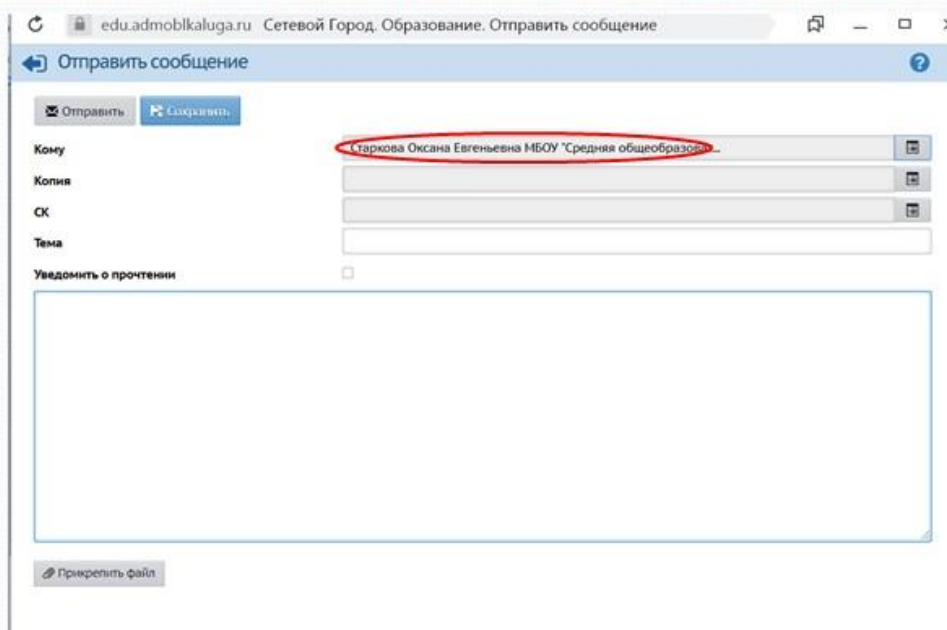 edu.admoblkaluga.ru Сетевой Город. Образование. Отправить сообщение
Отправить сообщение ?
Отправить Сохранить
Кому Старкова Оксана Евгеньевна МБОУ "Средняя общеобразова...
Копия
СК
Тема
Уведомить о прочтении
Прикрепить файл